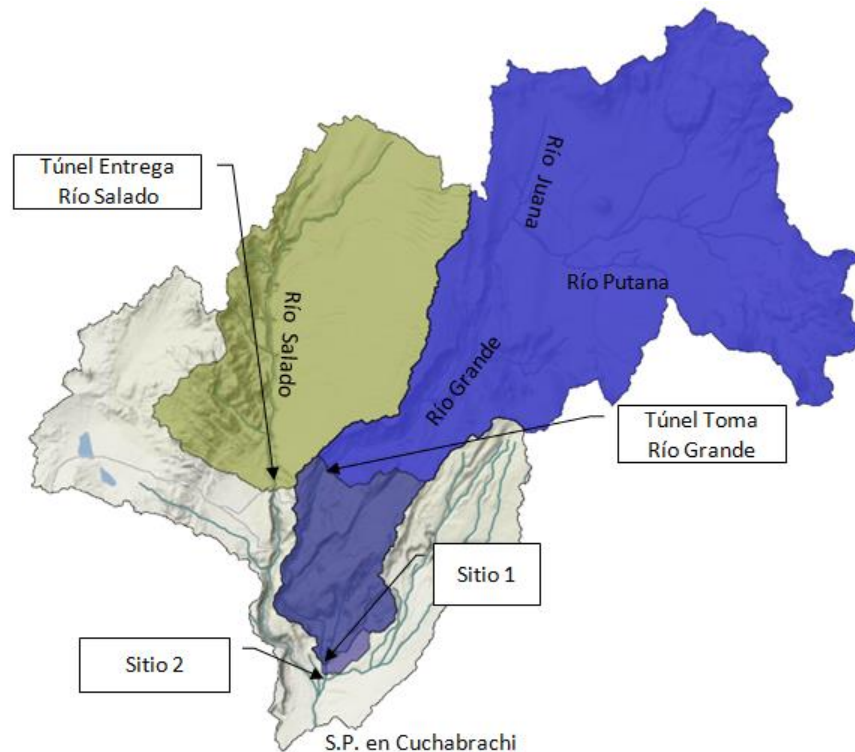 Río Juana
Túnel Entrega
Río Salado
Río Putana
Río Salado
Río Grande
Túnel Toma
Río Grande
Sitio 1
Sitio 2
S.P. en Cuchabrachi